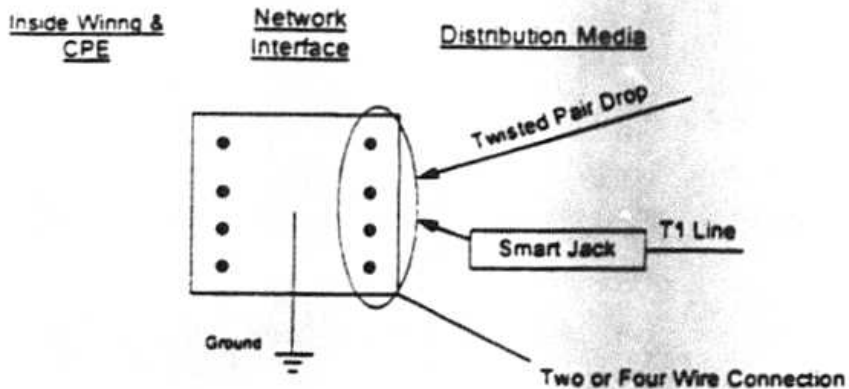 Inside Wiring &
CPE
Network
Interface
Distribution Media
Twisted Pair Drop
T1 Line
Smart Jack
Ground
Two or Four Wire Connection